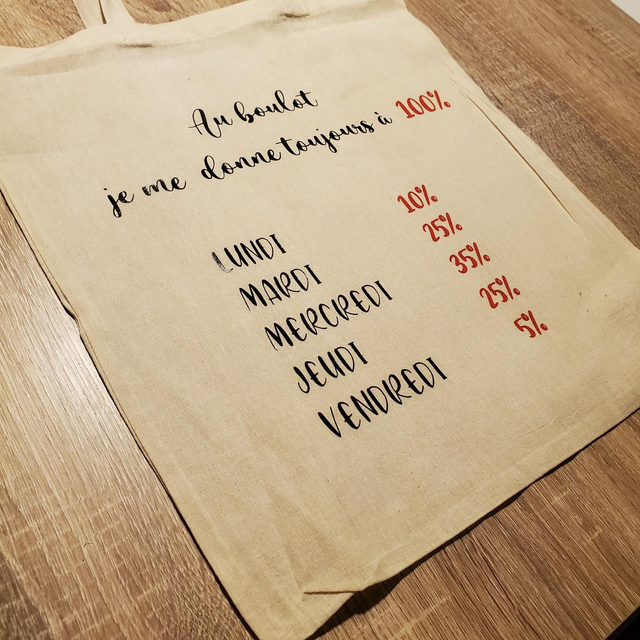 Au boulot
je me donne toujours à 100%
LUNDI 10%
MARDI 25%
MERCREDI 35%
JEUDI 25%
VENDREDI 5%